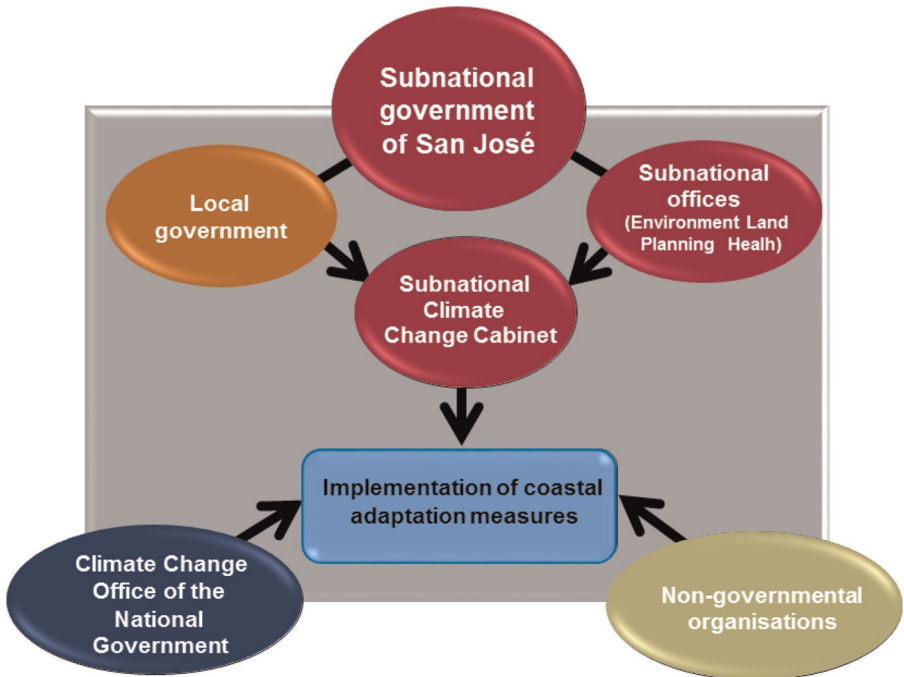 Subnational
government
of San José
Local
government
Subnational
offices
(Environment Land
Planning Healh)
Subnational
Climate
Change Cabinet
Implementation of coastal
adaptation measures
Climate Change
Office of the
National
Government
Non-governmental
organisations